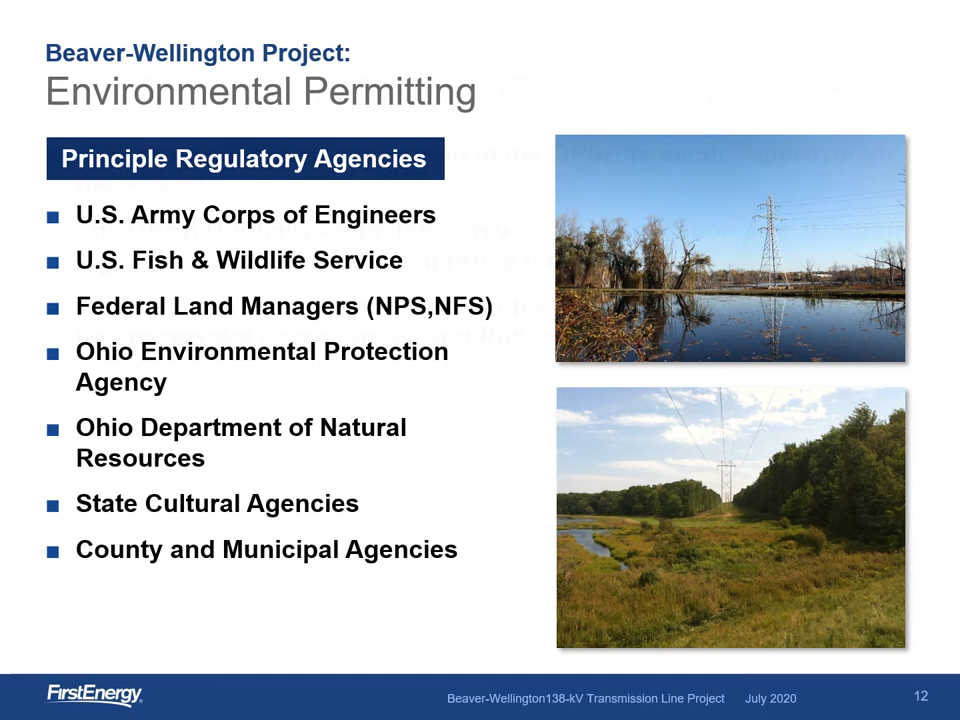 Beaver-Wellington Project:
Environmental Permitting
Principle Regulatory Agencies
■ U.S. Army Corps of Engineers
■ U.S. Fish & Wildlife Service
■ Federal Land Managers (NPS,NFS)
■ Ohio Environmental Protection
Agency
■ Ohio Department of Natural
Resources
■ State Cultural Agencies
■ County and Municipal Agencies
FirstEnergy
Beaver-Wellington138-kV Transmission Line Project July 2020
12